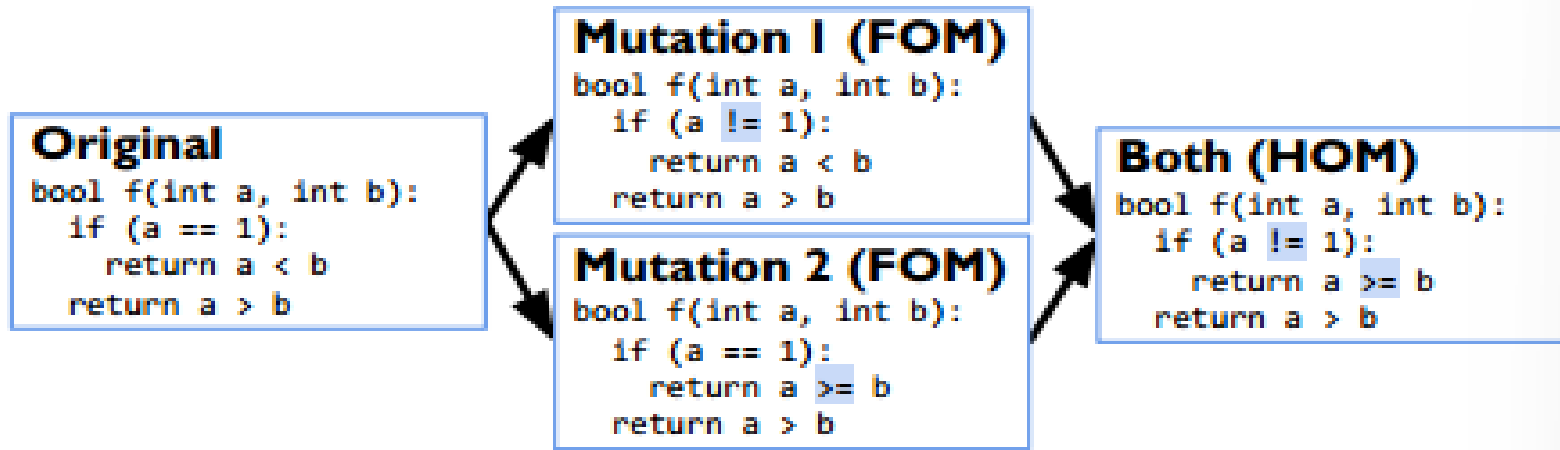 Original
bool f(int a, int b):
if (a == 1):
return a < b
return a > b
Mutation 1 (FOM)
bool f(int a, int b):
if (a != 1):
return a < b
return a > b
Mutation 2 (FOM)
bool f(int a, int b):
if (a == 1):
return a >= b
return a > b
Both (HOM)
bool f(int a, int b):
if (a != 1):
return a >= b
return a > b